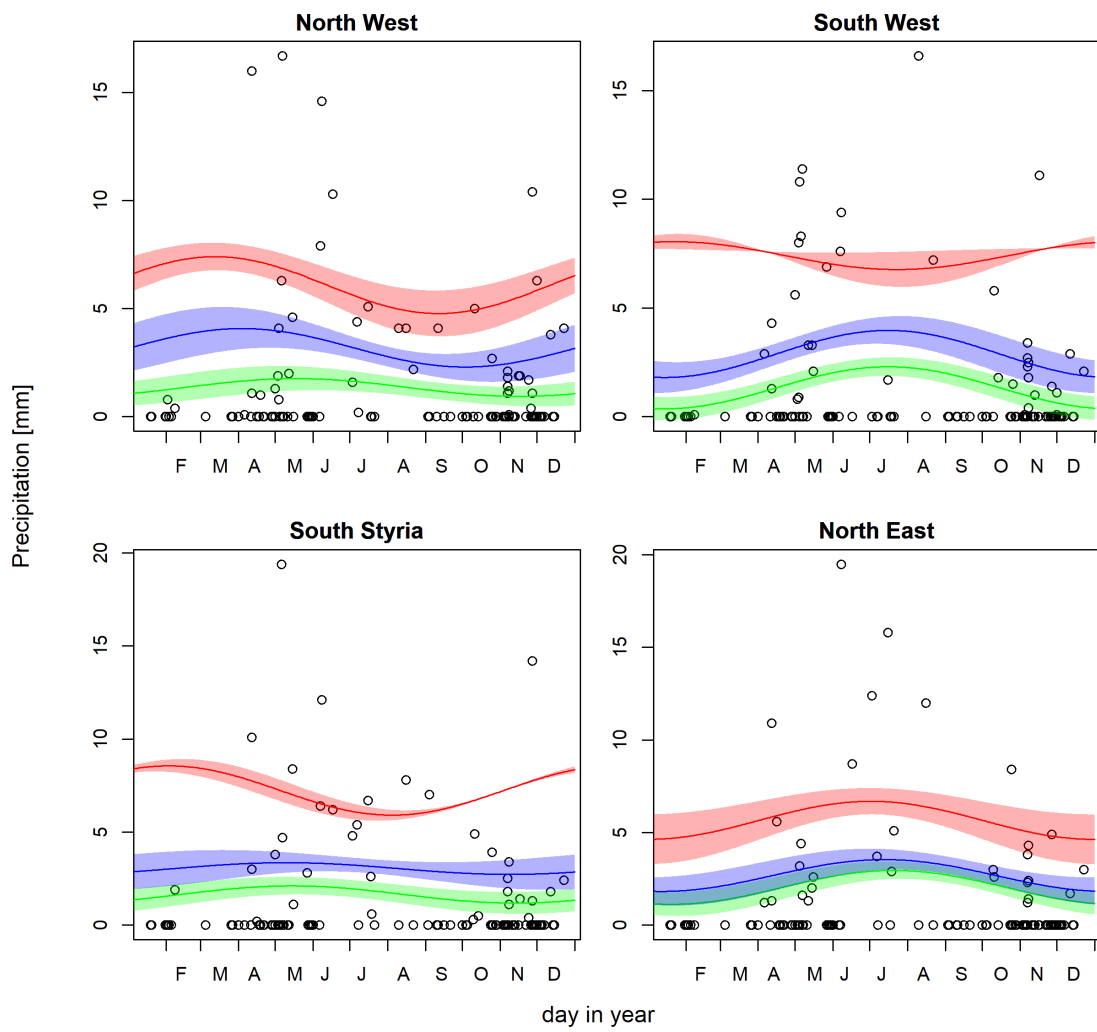 North West
South West
15
10
5
0
15
10
5
0
F M A M J J A S O N D
F M A M J J A S O N D
Precipitation [mm]
South Styria
North East
20
15
10
5
0
20
15
10
5
0
F M A M J J A S O N D
F M A M J J A S O N D
day in year